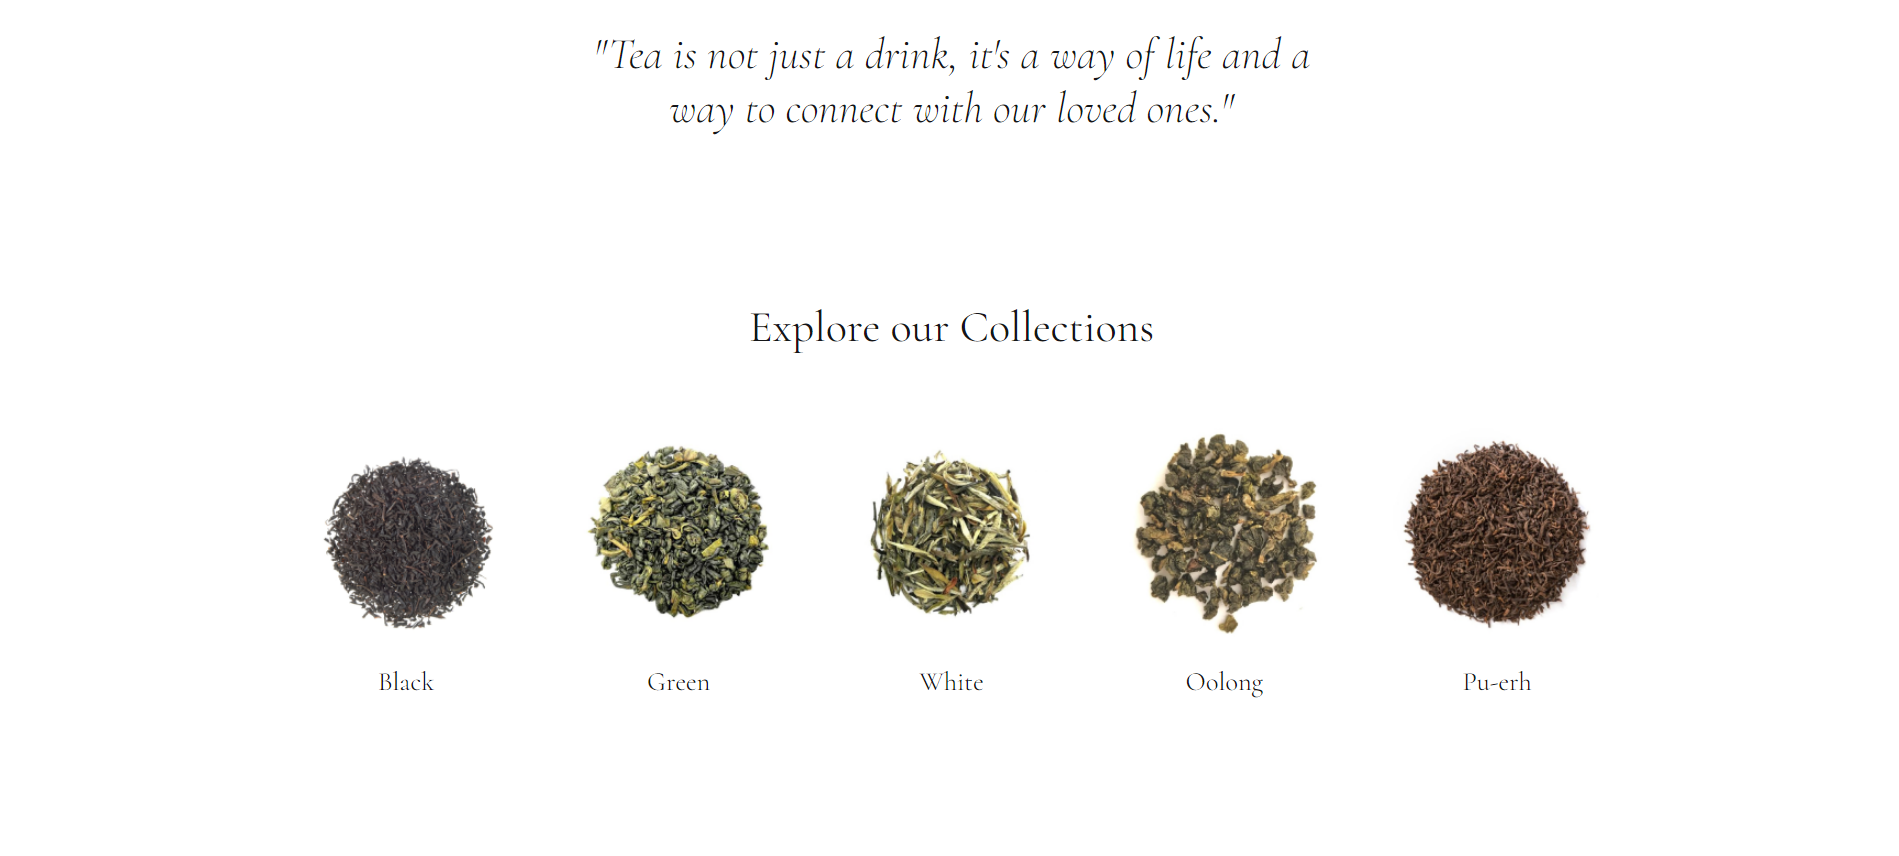 "Tea is not just a drink, it's a way of life and a
way to connect with our loved ones."
Explore our Collections
Black
Green
White
Oolong
Pu-erh